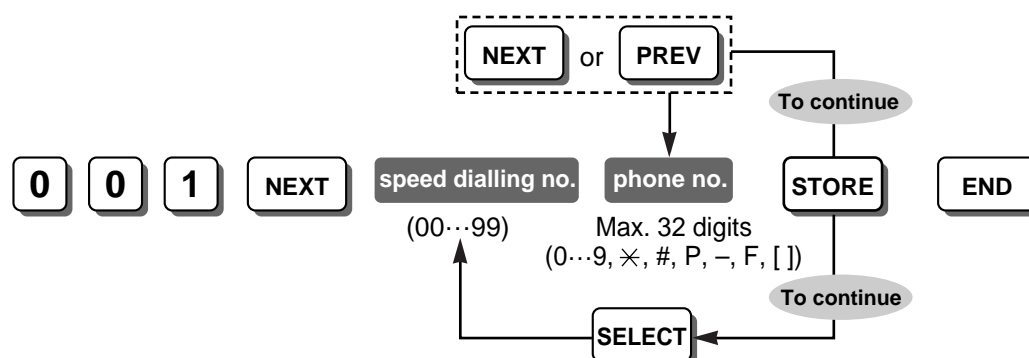 NEXT or PREV
To continue
0 0 1 NEXT speed dialling no. phone no. STORE END
(00···99) Max. 32 digits
(0···9, ✳, #, P, –, F, [ ])
To continue
SELECT